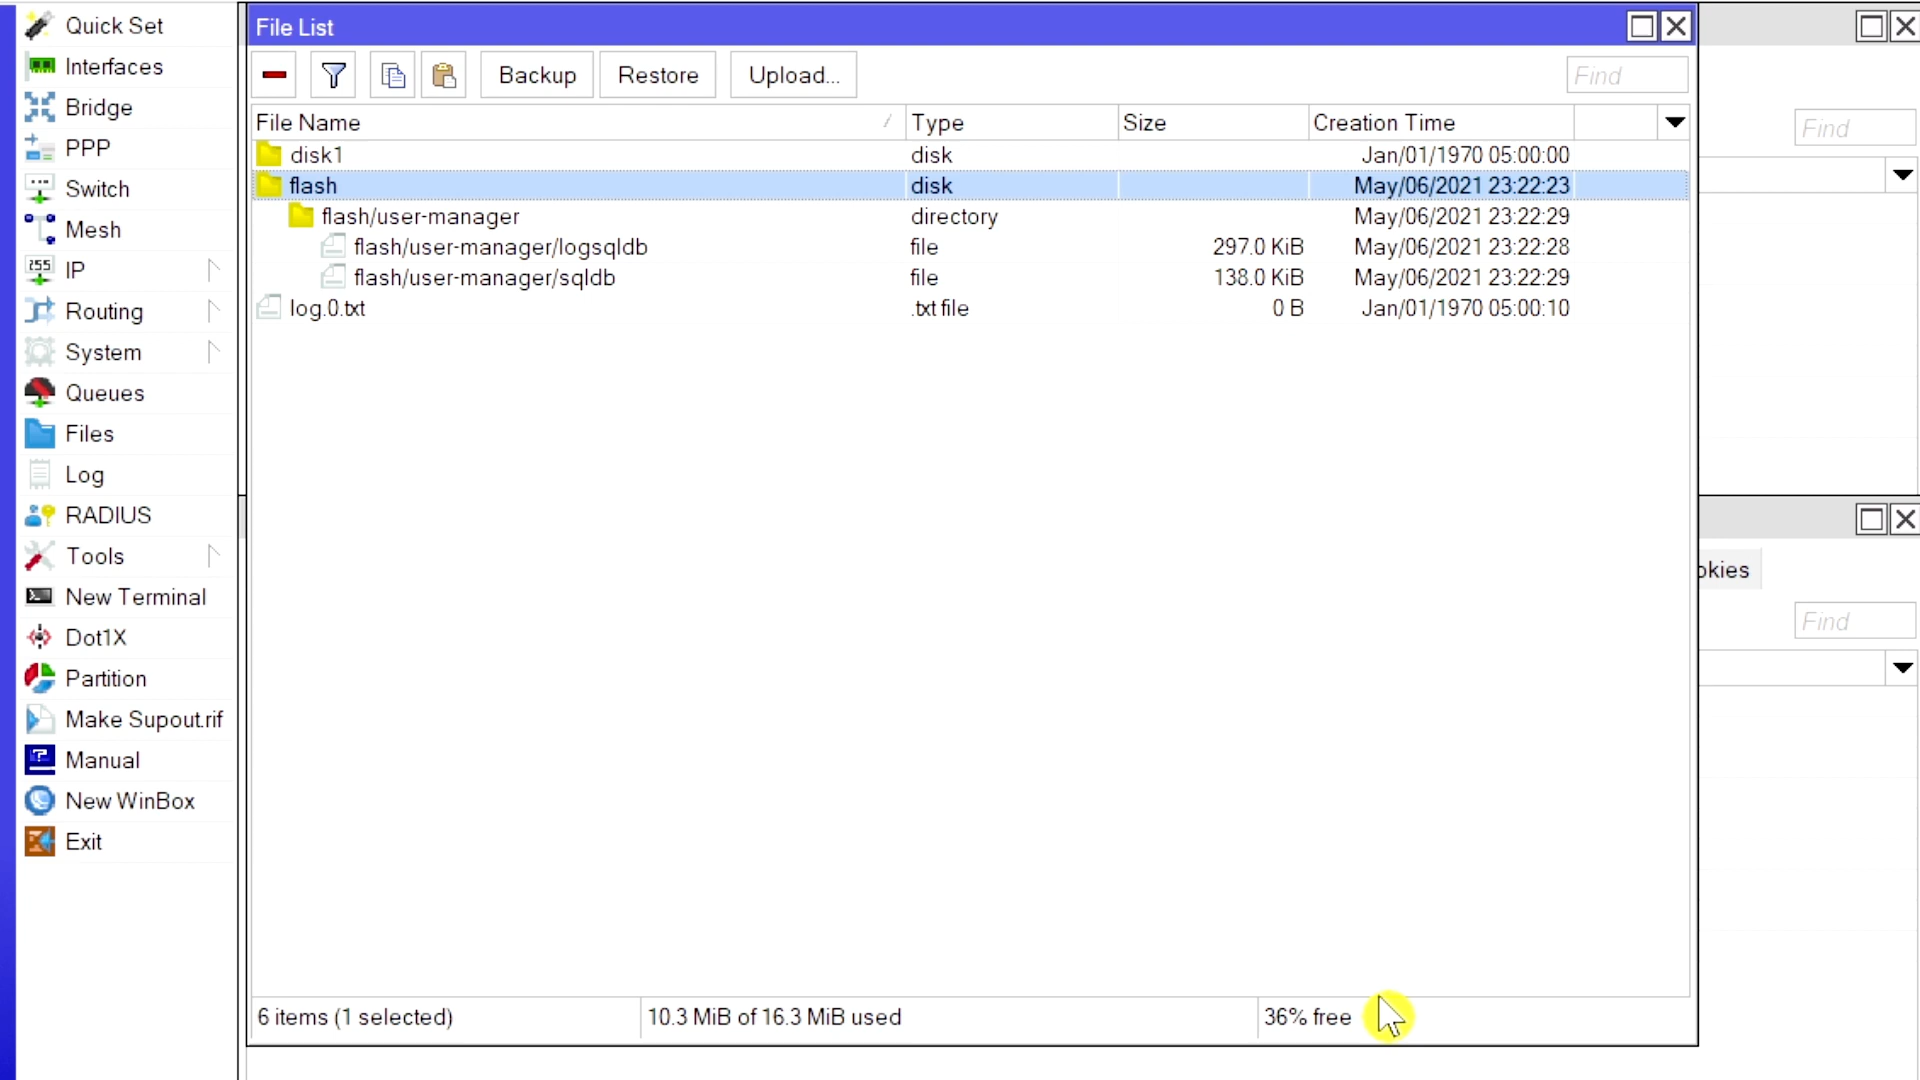 Quick Set
Interfaces
Bridge
PPP
Switch
Mesh
255 IP
Routing
System
Queues
Files
Log
RADIUS
Tools
New Terminal
Dot1X
Partition
Make Supout.rif
Manual
New WinBox
Exit
File List
Backup Restore Upload... Find
File Name Type Size Creation Time
disk1 disk Jan/01/1970 05:00:00
flash disk May/06/2021 23:22:23
flash/user-manager directory May/06/2021 23:22:29
flash/user-manager/logsqldb file 297.0 KiB May/06/2021 23:22:28
flash/user-manager/sqldb file 138.0 KiB May/06/2021 23:22:29
log.0.txt .txt file 0 B Jan/01/1970 05:00:10
6 items (1 selected) 10.3 MiB of 16.3 MiB used 36% free
Find
okies
Find